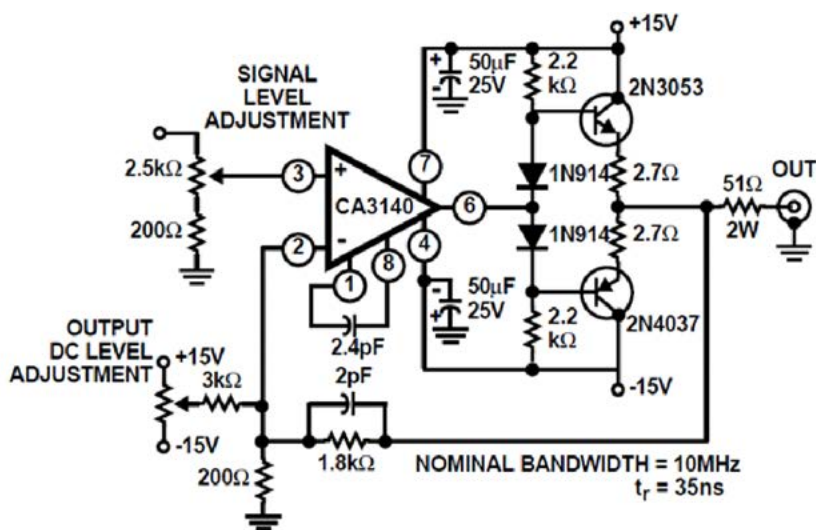 +15V
+
-
50μF
25V
2.2
kΩ
2N3053
SIGNAL
LEVEL
ADJUSTMENT
2.5kΩ
200Ω
3
+
7
CA3140
6
2
-
4
1
8
1N914
1N914
2.7Ω
2.7Ω
51Ω
2W
OUT
-
+
50μF
25V
2.2
kΩ
2N4037
2.4pF
-15V
OUTPUT
DC LEVEL
ADJUSTMENT
+15V
-15V
3kΩ
2pF
1.8kΩ
200Ω
NOMINAL BANDWIDTH = 10MHz
tr = 35ns